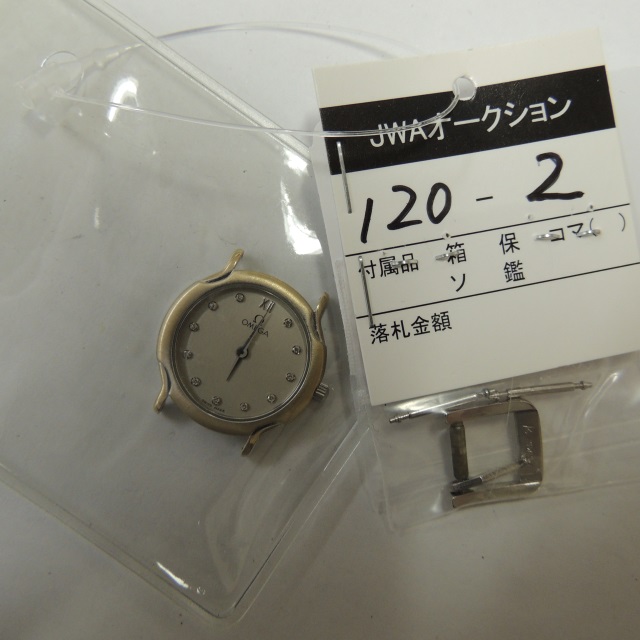 JWAオークション
120-2
付属品 箱 保 コマ( )
ソ 鑑
落札金額
Ω
OMEGA